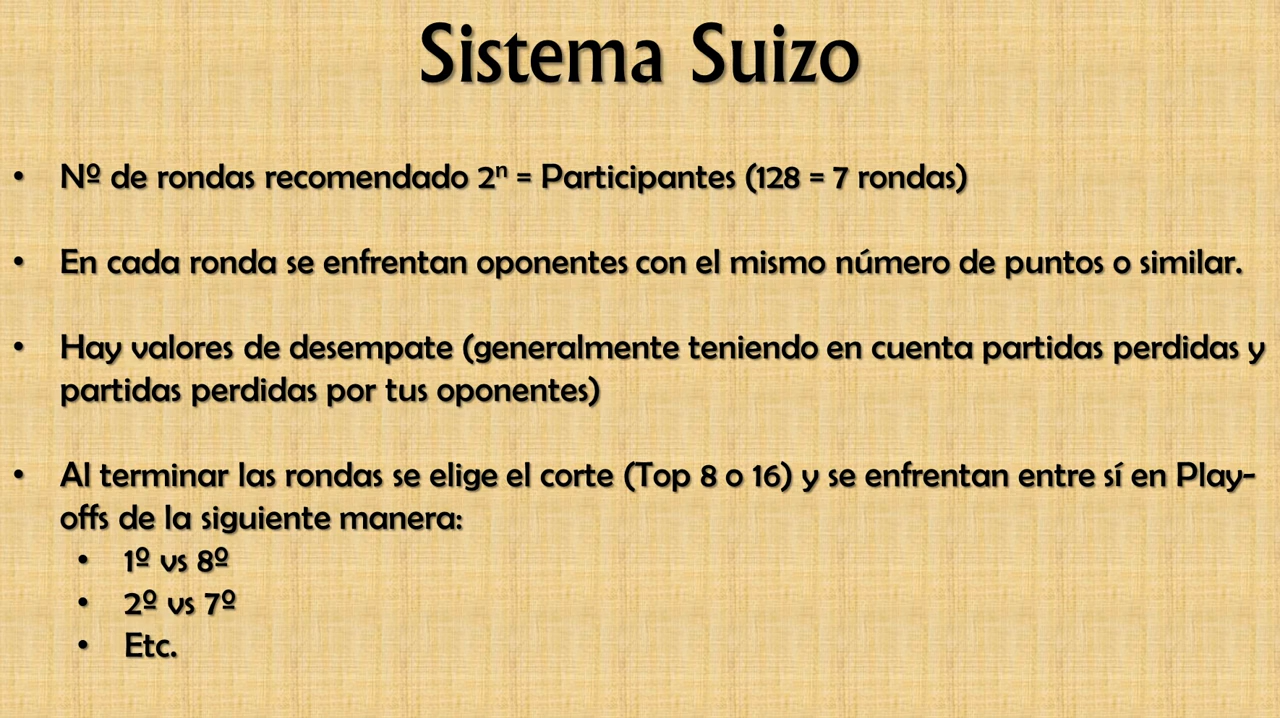 Sistema Suizo
• Nº de rondas recomendado 2ⁿ = Participantes (128 = 7 rondas)
• En cada ronda se enfrentan oponentes con el mismo número de puntos o similar.
• Hay valores de desempate (generalmente teniendo en cuenta partidas perdidas y
partidas perdidas por tus oponentes)
• Al terminar las rondas se elige el corte (Top 8 o 16) y se enfrentan entre sí en Play-
offs de la siguiente manera:
• 1º vs 8º
• 2º vs 7º
• Etc.